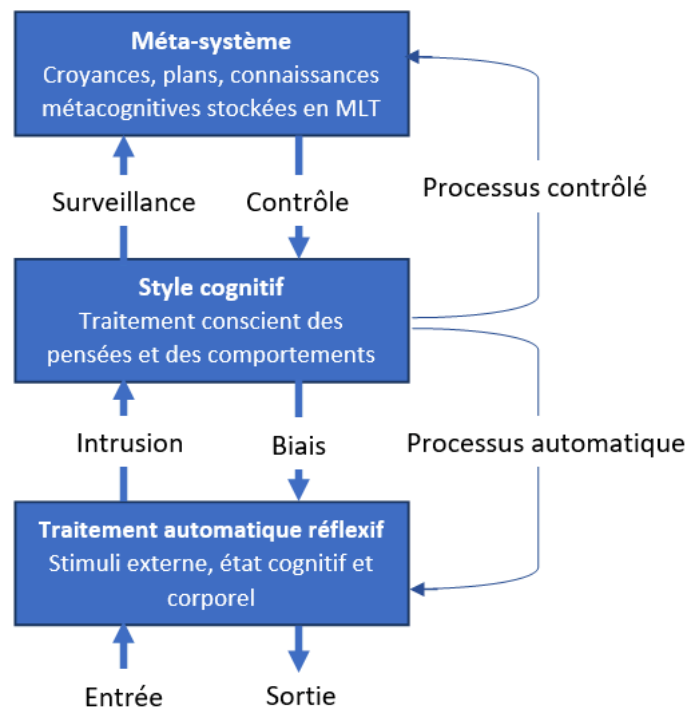 Méta-système
Croyances, plans, connaissances
métacognitives stockées en MLT
Surveillance
Contrôle
Processus contrôlé
Style cognitif
Traitement conscient des
pensées et des comportements
Intrusion
Biais
Processus automatique
Traitement automatique réflexif
Stimuli externe, état cognitif et
corporel
Entrée
Sortie